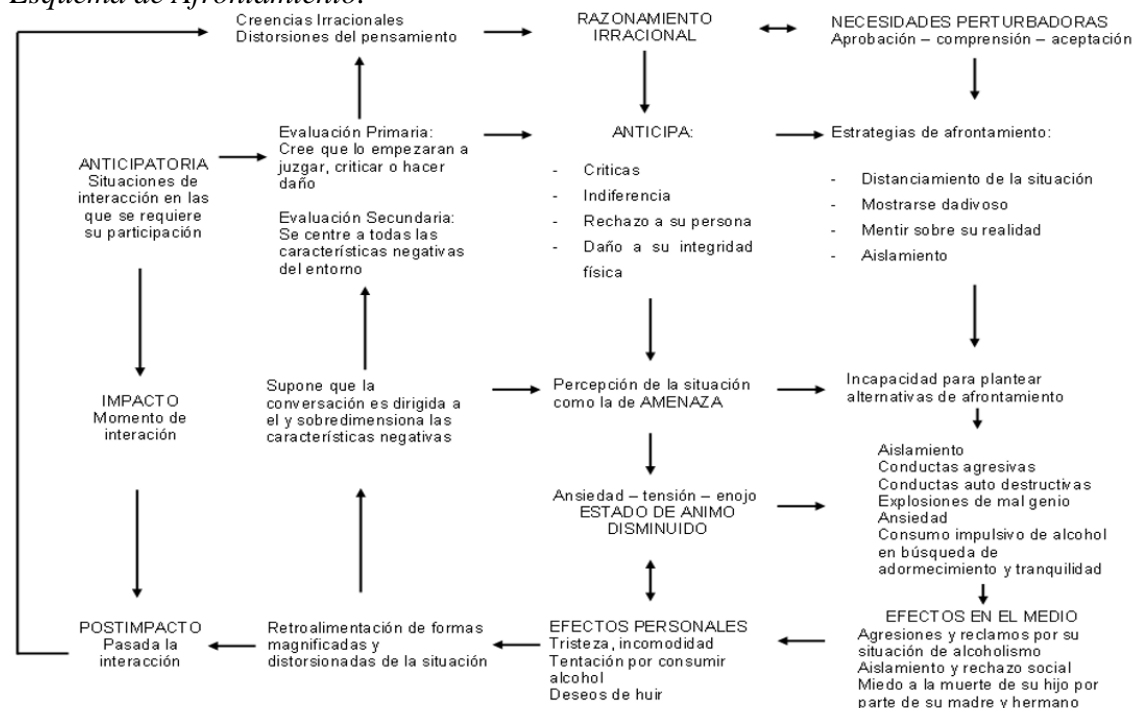 Esquema de Afrontamiento.
Creencias Irracionales
Distorsiones del pensamiento
RAZONAMIENTO
IRRACIONAL
NECESIDADES PERTURBADORAS
Aprobación – comprensión – aceptación
ANTICIPATORIA
Situaciones de
interacción en las
que se requiere
su participación
Evaluación Primaria:
Cree que lo empezaran a
juzgar, criticar o hacer
daño
Evaluación Secundaria:
Se centre a todas las
características negativas
del entorno
ANTICIPA:
- Criticas
- Indiferencia
- Rechazo a su persona
- Daño a su integridad
física
Estrategias de afrontamiento:
- Distanciamiento de la situación
- Mostrarse dadivoso
- Mentir sobre su realidad
- Aislamiento
IMPACTO
Momento de
interación
Supone que la
conversación es dirigida a
el y sobredimensiona las
características negativas
Percepción de la situación
como la de AMENAZA
Incapacidad para plantear
alternativas de afrontamiento
Ansiedad – tensión – enojo
ESTADO DE ANIMO
DISMINUIDO
Aislamiento
Conductas agresivas
Conductas auto destructivas
Explosiones de mal genio
Ansiedad
Consumo impulsivo de alcohol
en búsqueda de
adormecimiento y tranquilidad
POSTIMPACTO
Pasada la
interacción
Retroalimentación de formas
magnificadas y
distorsionadas de la situación
EFECTOS PERSONALES
Tristeza, incomodidad
Tentación por consumir
alcohol
Deseos de huir
EFECTOS EN EL MEDIO
Agresiones y reclamos por su
situación de alcoholismo
Aislamiento y rechazo social
Miedo a la muerte de su hijo por
parte de su madre y hermano